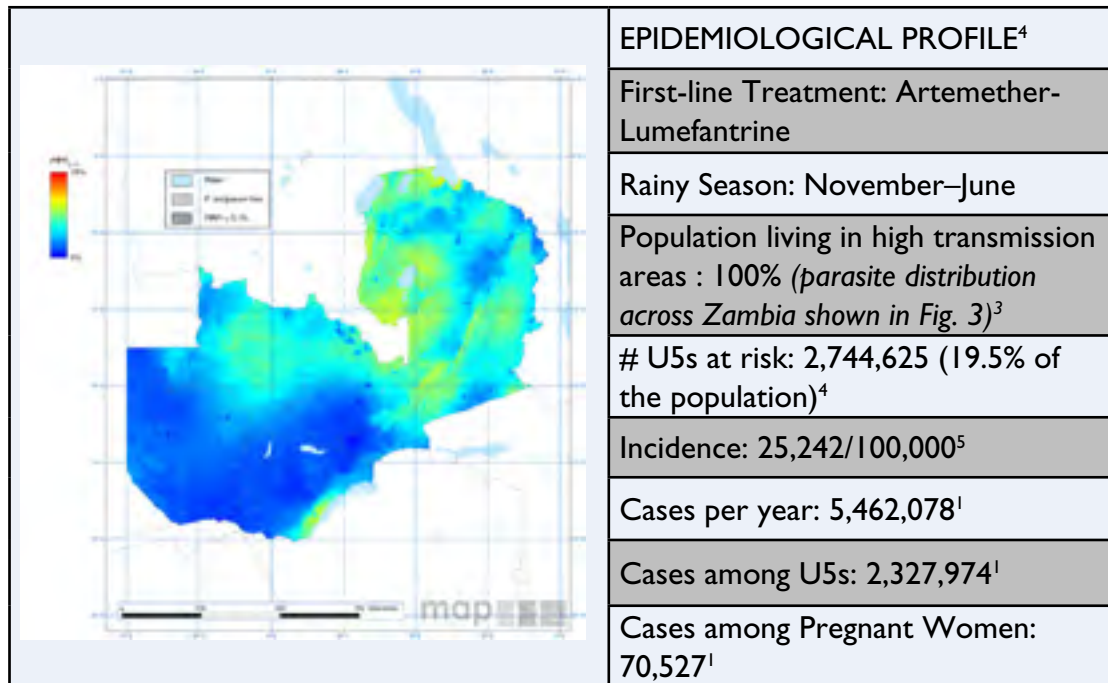 EPIDEMIOLOGICAL PROFILE⁴
First-line Treatment: Artemether-
Lumefantrine
Rainy Season: November–June
Population living in high transmission
areas : 100% (parasite distribution
across Zambia shown in Fig. 3)³
# U5s at risk: 2,744,625 (19.5% of
the population)⁴
Incidence: 25,242/100,000⁵
Cases per year: 5,462,078¹
Cases among U5s: 2,327,974¹
Cases among Pregnant Women:
70,527¹
map